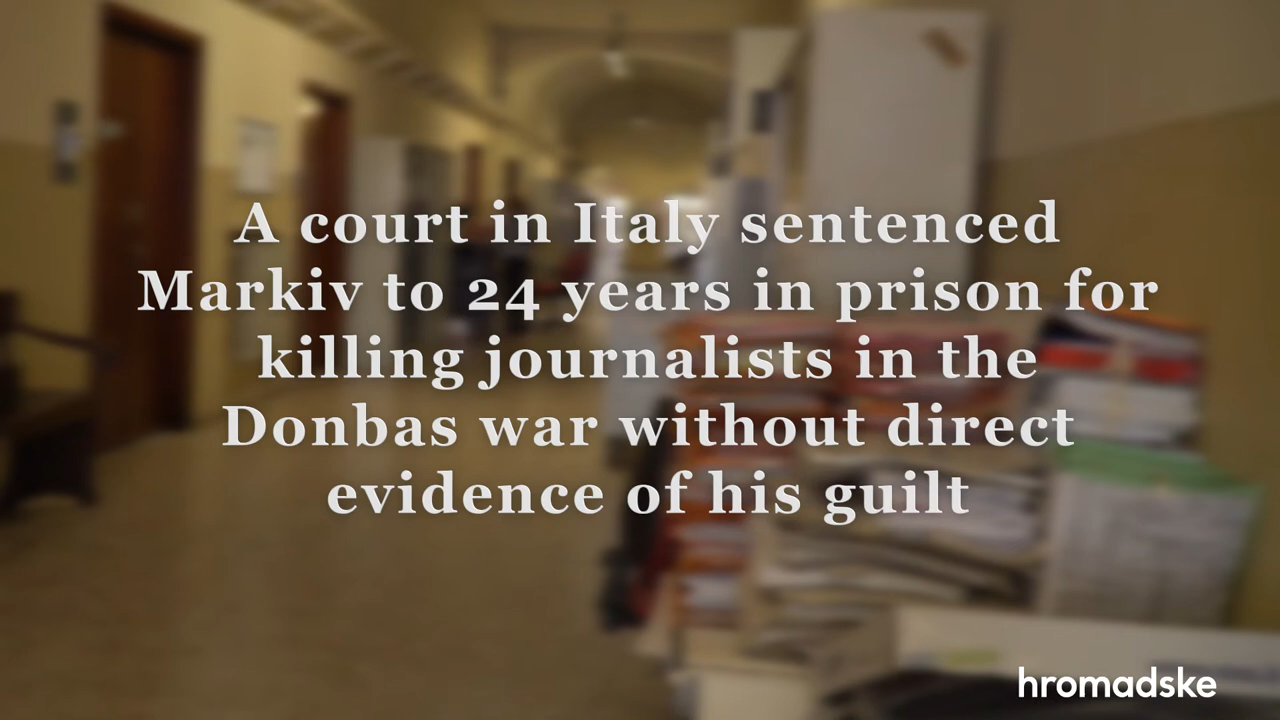 A court in Italy sentenced
Markiv to 24 years in prison for
killing journalists in the
Donbas war without direct
evidence of his guilt
hromadske